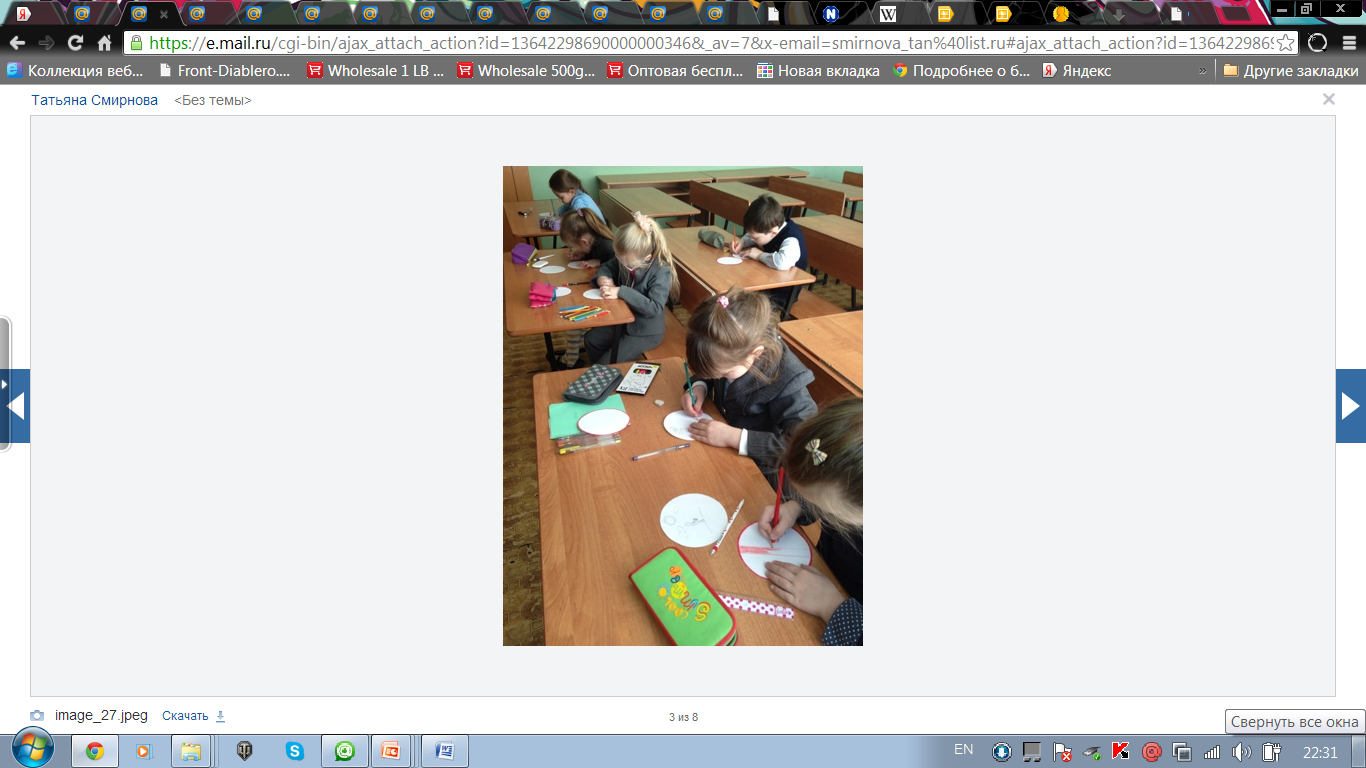 https://e.mail.ru/cgi-bin/ajax_attach_action?id=13642298690000000346&_av=7&x-email=smirnova_tan%40list.ru#ajax_attach_action?id=1364229869
Коллекция веб... Front-Diablero.... Wholesale 1 LB ... Wholesale 500g... Оптовая беспл... Новая вкладка Подробнее о б... Яндекс » Другие закладки
Татьяна Смирнова <Без темы>
image_27.jpeg Скачать 3 из 8
Свернуть все окна
EN 22:31